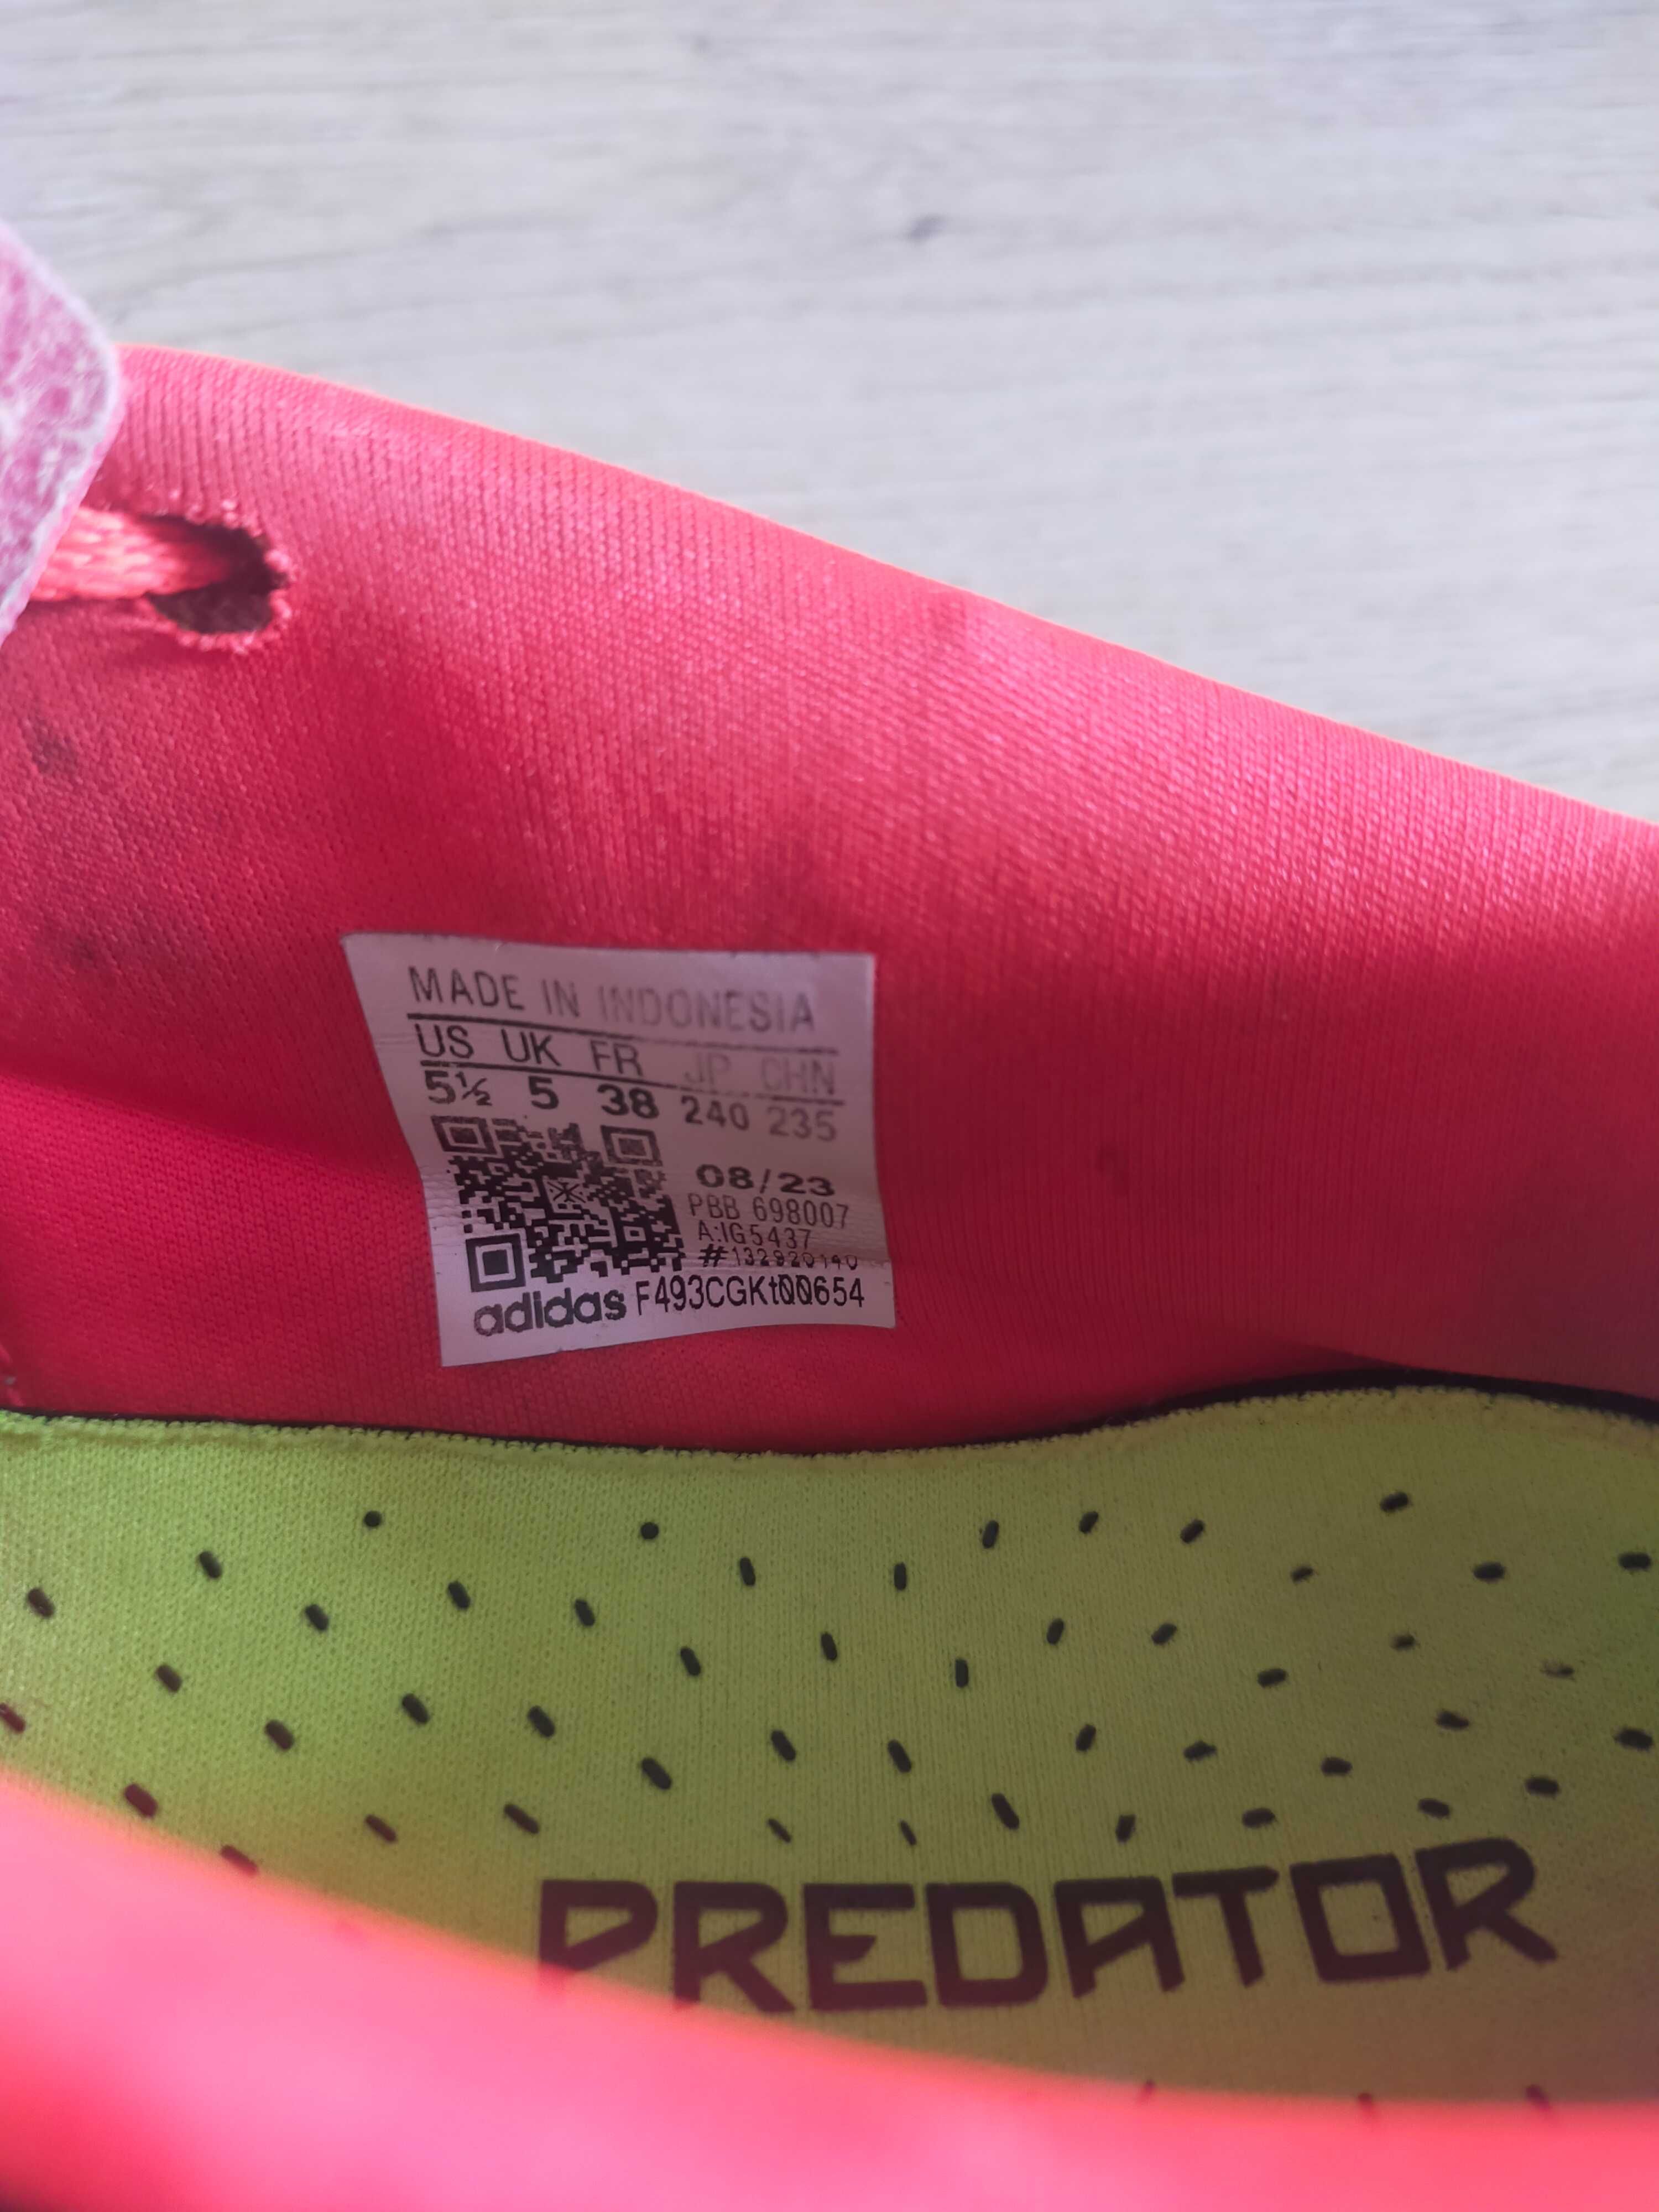 MADE IN INDONESIA
US UK FR JP CHN
5½ 5 38 240 235
08/23
PBB 698007
A:IG5437
#132920140
adidas F493CGKt00654
PREDATOR